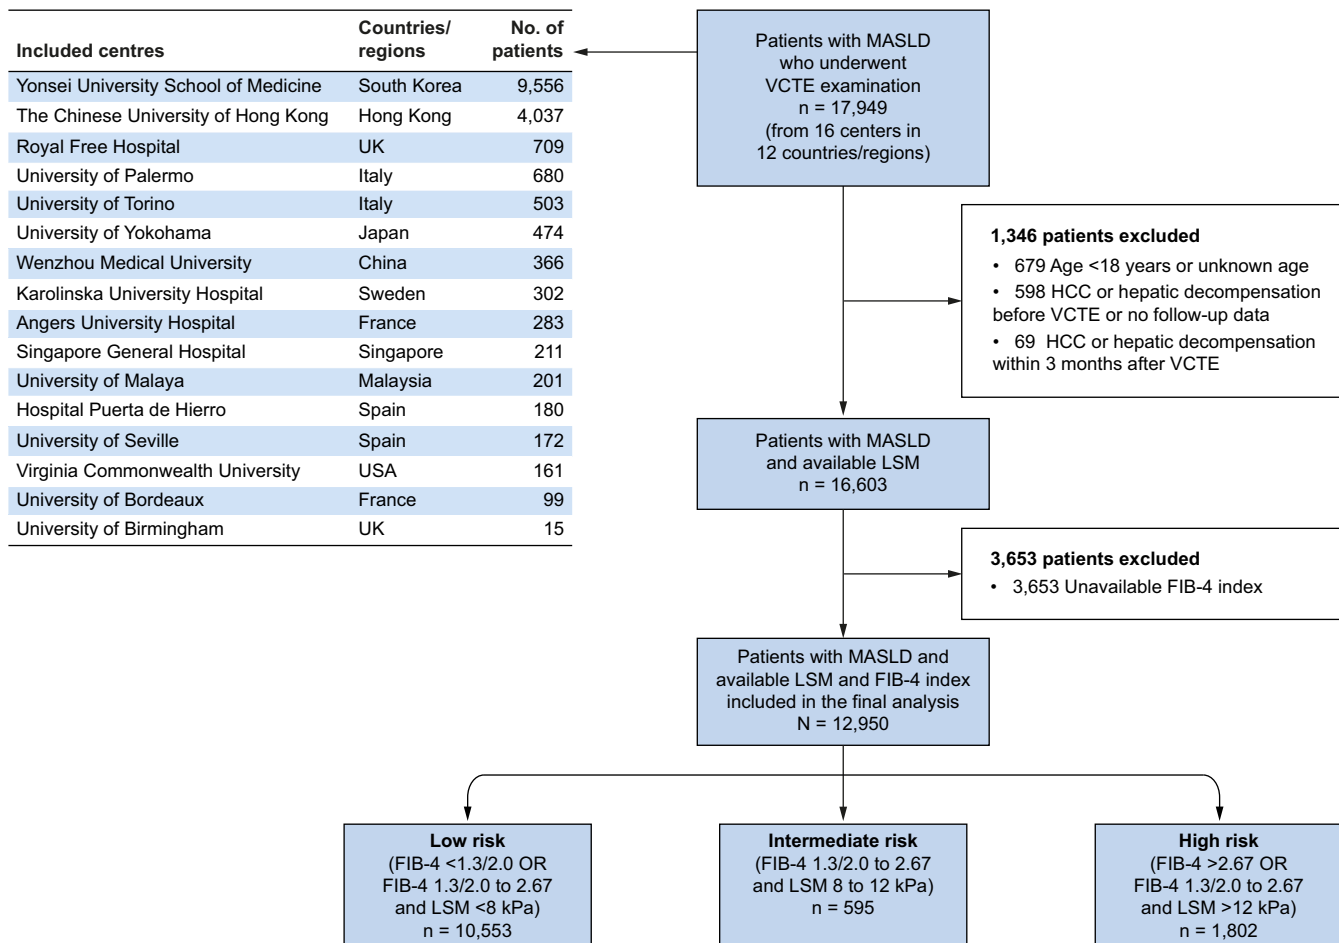 Included centres Countries/regions No. of patients
Yonsei University School of Medicine South Korea 9,556
The Chinese University of Hong Kong Hong Kong 4,037
Royal Free Hospital UK 709
University of Palermo Italy 680
University of Torino Italy 503
University of Yokohama Japan 474
Wenzhou Medical University China 366
Karolinska University Hospital Sweden 302
Angers University Hospital France 283
Singapore General Hospital Singapore 211
University of Malaya Malaysia 201
Hospital Puerta de Hierro Spain 180
University of Seville Spain 172
Virginia Commonwealth University USA 161
University of Bordeaux France 99
University of Birmingham UK 15
Patients with MASLD
who underwent
VCTE examination
n = 17,949
(from 16 centers in
12 countries/regions)
1,346 patients excluded
• 679 Age <18 years or unknown age
• 598 HCC or hepatic decompensation
before VCTE or no follow-up data
• 69 HCC or hepatic decompensation
within 3 months after VCTE
Patients with MASLD
and available LSM
n = 16,603
3,653 patients excluded
• 3,653 Unavailable FIB-4 index
Patients with MASLD and
available LSM and FIB-4 index
included in the final analysis
N = 12,950
Low risk
(FIB-4 <1.3/2.0 OR
FIB-4 1.3/2.0 to 2.67
and LSM <8 kPa)
n = 10,553
Intermediate risk
(FIB-4 1.3/2.0 to 2.67
and LSM 8 to 12 kPa)
n = 595
High risk
(FIB-4 >2.67 OR
FIB-4 1.3/2.0 to 2.67
and LSM >12 kPa)
n = 1,802